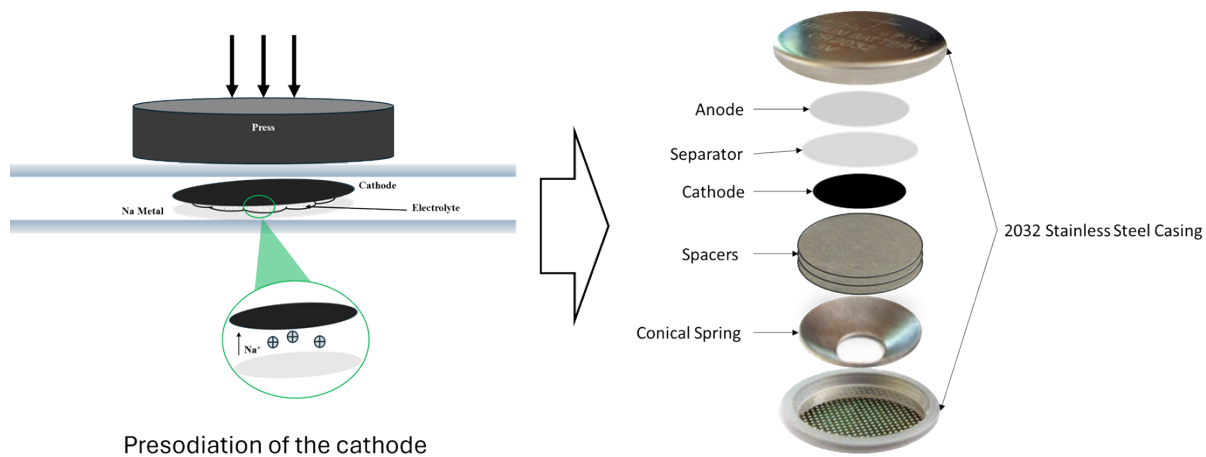 Press
Cathode
Na Metal
Electrolyte
Na⁺
Presodiation of the cathode
Anode
Separator
Cathode
Spacers
Conical Spring
2032 Stainless Steel Casing